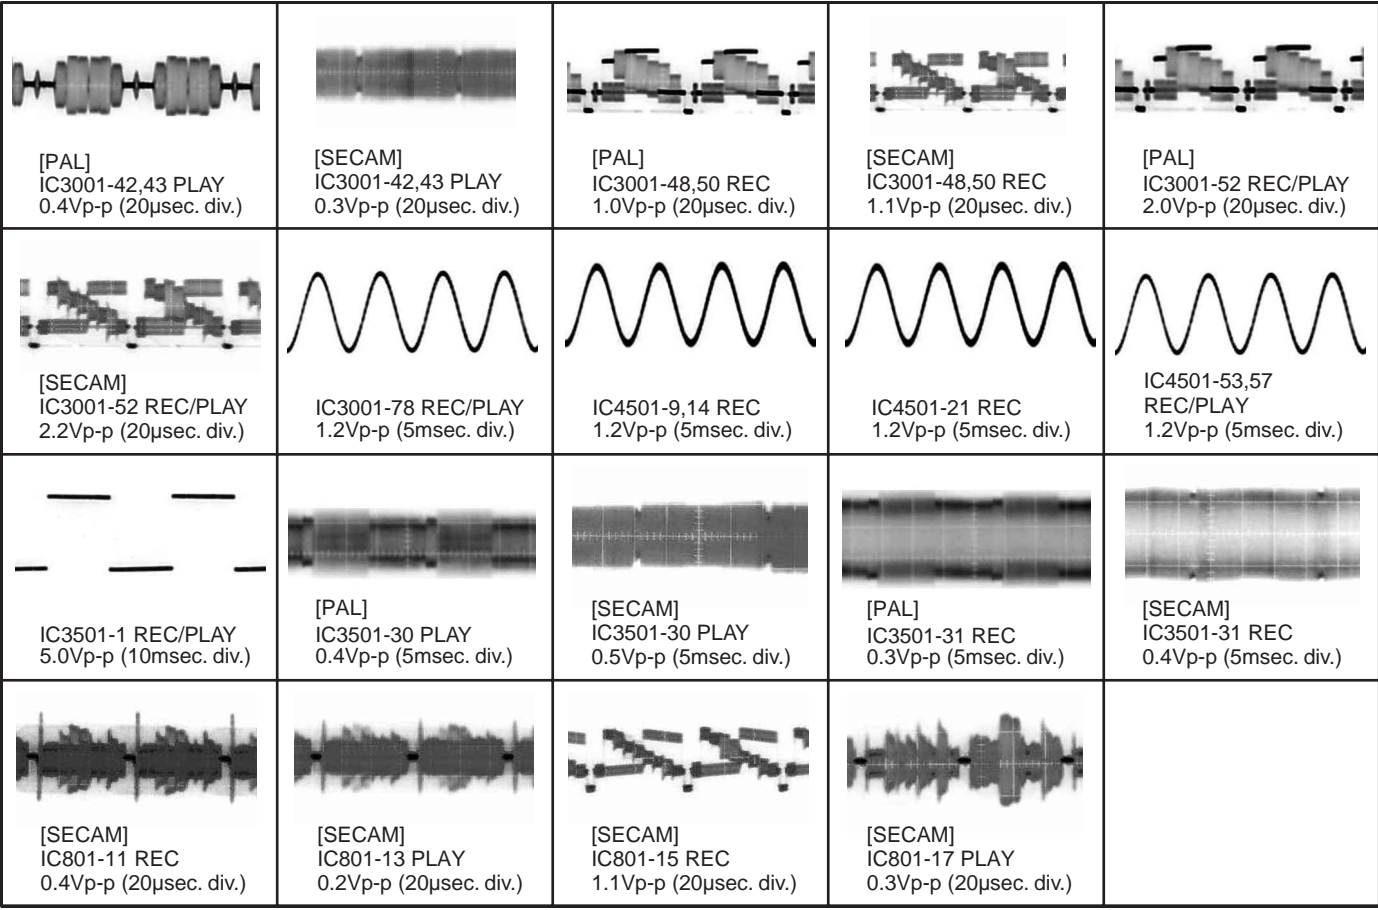 [PAL]
IC3001-42,43 PLAY
0.4Vp-p (20µsec. div.)
[SECAM]
IC3001-42,43 PLAY
0.3Vp-p (20µsec. div.)
[PAL]
IC3001-48,50 REC
1.0Vp-p (20µsec. div.)
[SECAM]
IC3001-48,50 REC
1.1Vp-p (20µsec. div.)
[PAL]
IC3001-52 REC/PLAY
2.0Vp-p (20µsec. div.)
[SECAM]
IC3001-52 REC/PLAY
2.2Vp-p (20µsec. div.)
IC3001-78 REC/PLAY
1.2Vp-p (5msec. div.)
IC4501-9,14 REC
1.2Vp-p (5msec. div.)
IC4501-21 REC
1.2Vp-p (5msec. div.)
IC4501-53,57
REC/PLAY
1.2Vp-p (5msec. div.)
IC3501-1 REC/PLAY
5.0Vp-p (10msec. div.)
[PAL]
IC3501-30 PLAY
0.4Vp-p (5msec. div.)
[SECAM]
IC3501-30 PLAY
0.5Vp-p (5msec. div.)
[PAL]
IC3501-31 REC
0.3Vp-p (5msec. div.)
[SECAM]
IC3501-31 REC
0.4Vp-p (5msec. div.)
[SECAM]
IC801-11 REC
0.4Vp-p (20µsec. div.)
[SECAM]
IC801-13 PLAY
0.2Vp-p (20µsec. div.)
[SECAM]
IC801-15 REC
1.1Vp-p (20µsec. div.)
[SECAM]
IC801-17 PLAY
0.3Vp-p (20µsec. div.)